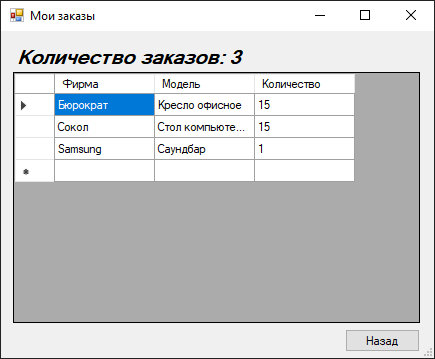 Мои заказы
Количество заказов: 3
Фирма Модель Количество
Бюрократ Кресло офисное 15
Сокол Стол компьюте... 15
Samsung Саундбар 1
Назад